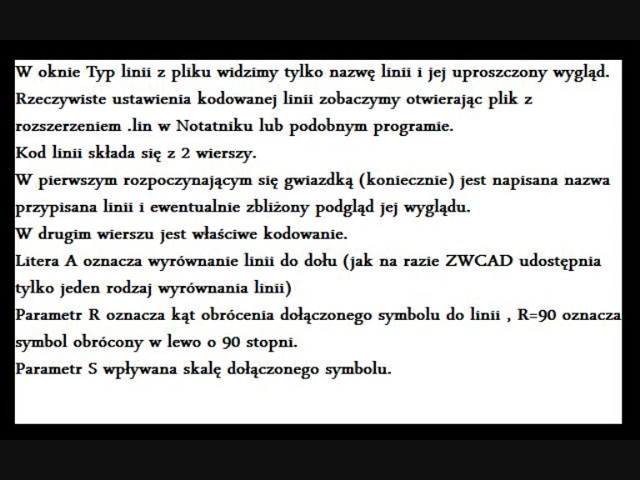 W oknie Typ linii z pliku widzimy tylko nazwę linii i jej uproszczony wygląd.
Rzeczywiste ustawienia kodowanej linii zobaczymy otwierając plik z
rozszerzeniem .lin w Notatniku lub podobnym programie.
Kod linii składa się z 2 wierszy.
W pierwszym rozpoczynającym się gwiazdką (koniecznie) jest napisana nazwa
przypisana linii i ewentualnie zbliżony podgląd jej wyglądu.
W drugim wierszu jest właściwe kodowanie.
Litera A oznacza wyrównanie linii do dołu (jak na razie ZWCAD udostępnia
tylko jeden rodzaj wyrównania linii)
Parametr R oznacza kąt obrócenia dołączonego symbolu do linii , R=90 oznacza
symbol obrócony w lewo o 90 stopni.
Parametr S wpływana skalę dołączonego symbolu.